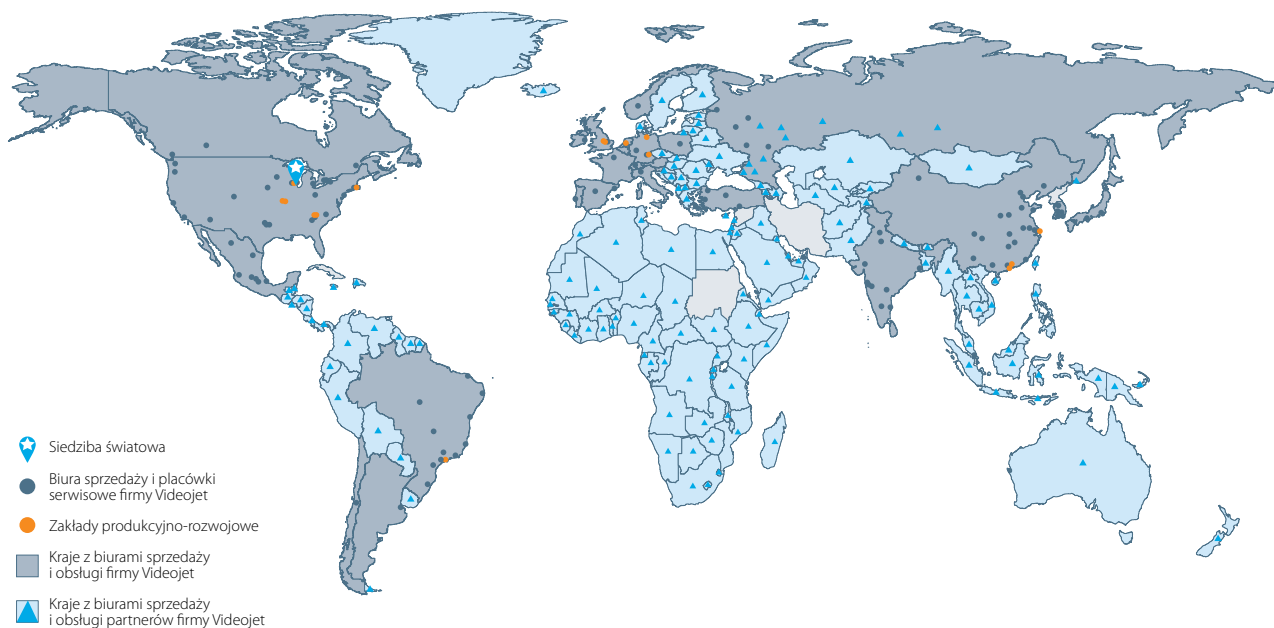 Siedziba światowa
Biura sprzedaży i placówki
serwisowe firmy Videojet
Zakłady produkcyjno-rozwojowe
Kraje z biurami sprzedaży
i obsługi firmy Videojet
Kraje z biurami sprzedaży
i obsługi partnerów firmy Videojet